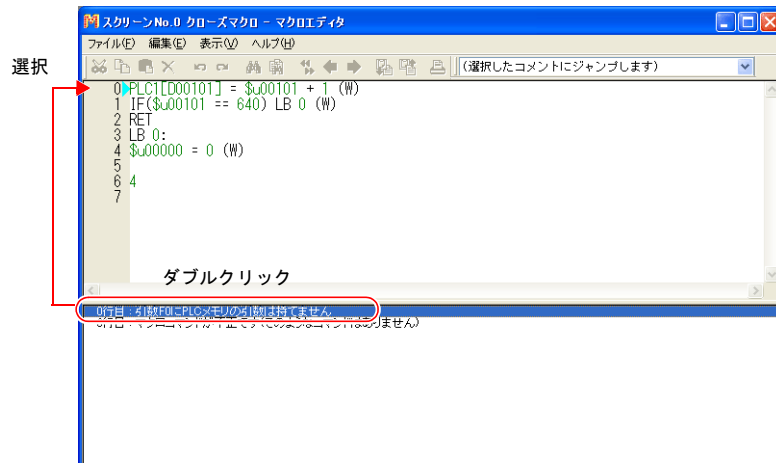 スクリーンNo.0 クローズマクロ - マクロエディタ
ファイル(F) 編集(E) 表示(V) ヘルプ(H)
選択
(選択したコメントにジャンプします)
0 PLC1[D00101] = $u00101 + 1 (W)
1 IF($u00101 == 640) LB 0 (W)
2 RET
3 LB 0:
4 $u00000 = 0 (W)
5
6 4
7
ダブルクリック
0行目 : 引数F0にPLCメモリの引数は持てません